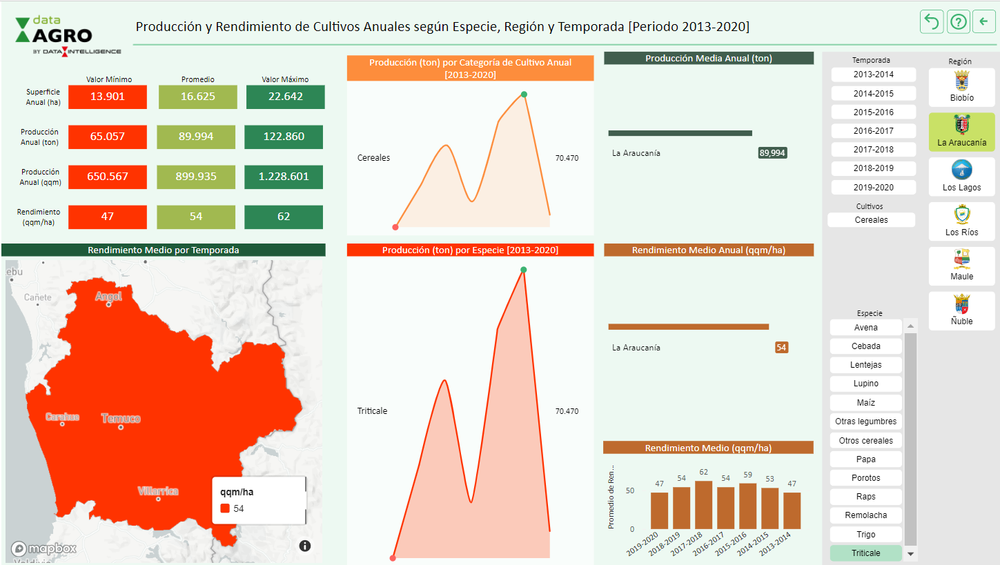 data
AGRO
BY DATA INTELLIGENCE
Producción y Rendimiento de Cultivos Anuales según Especie, Región y Temporada [Periodo 2013-2020]
Valor Mínimo
Promedio
Valor Máximo
Superficie
Anual (ha)
13.901
16.625
22.642
Producción
Anual (ton)
65.057
89.994
122.860
Producción
Anual (qqm)
650.567
899.935
1.228.601
Rendimiento
(qqm/ha)
47
54
62
Rendimiento Medio por Temporada
ebu
Cañete
Angol
Carahue
Temuco
Villarrica
qqm/ha
54
mapbox
Valdivia
Producción (ton) por Categoría de Cultivo Anual
[2013-2020]
Cereales
70.470
Producción (ton) por Especie [2013-2020]
Triticale
70.470
Producción Media Anual (ton)
La Araucanía
89,994
Rendimiento Medio Anual (qqm/ha)
La Araucanía
54
Rendimiento Medio (qqm/ha)
Promedio de Ren...
50
0
47
54
62
54
59
53
47
2019-2020
2018-2019
2017-2018
2016-2017
2015-2016
2014-2015
2013-2014
Temporada
2013-2014
2014-2015
2015-2016
2016-2017
2017-2018
2018-2019
2019-2020
Cultivos
Cereales
Especie
Avena
Cebada
Lentejas
Lupino
Maíz
Otras legumbres
Otros cereales
Papa
Porotos
Raps
Remolacha
Trigo
Triticale
Región
Biobío
La Araucanía
Los Lagos
Los Ríos
Maule
Ñuble